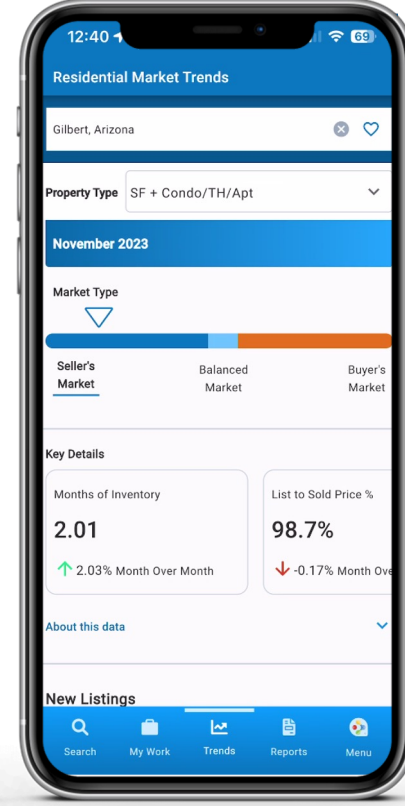 12:40
69
Residential Market Trends
Gilbert, Arizona
Property Type SF + Condo/TH/Apt
November 2023
Market Type
Seller's Market
Balanced Market
Buyer's Market
Key Details
Months of Inventory
2.01
2.03% Month Over Month
List to Sold Price %
98.7%
-0.17% Month Ove
About this data
New Listings
Search
My Work
Trends
Reports
Menu